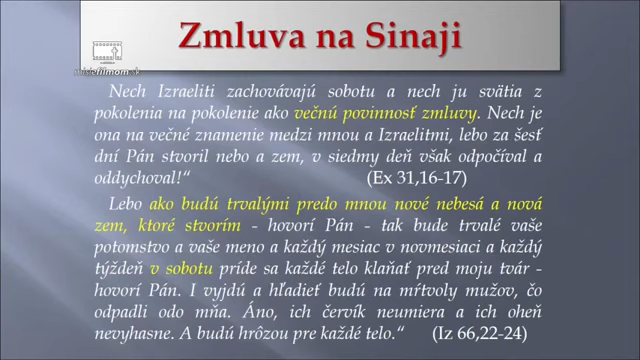 Zmluva na Sinaji
misiefilmom.sk
Nech Izraeliti zachovávajú sobotu a nech ju svätia z
pokolenia na pokolenie ako večnú povinnosť zmluvy. Nech je
ona na večné znamenie medzi mnou a Izraelitmi, lebo za šesť
dní Pán stvoril nebo a zem, v siedmy deň však odpočíval a
oddychoval!“ (Ex 31,16-17)
Lebo ako budú trvalými predo mnou nové nebesá a nová
zem, ktoré stvorím - hovorí Pán - tak bude trvalé vaše
potomstvo a vaše meno a každý mesiac v novmesiaci a každý
týždeň v sobotu príde sa každé telo klaňať pred moju tvár -
hovorí Pán. I vyjdú a hľadieť budú na mŕtvoly mužov, čo
odpadli odo mňa. Áno, ich červík neumiera a ich oheň
nevyhasne. A budú hrôzou pre každé telo.“ (Iz 66,22-24)